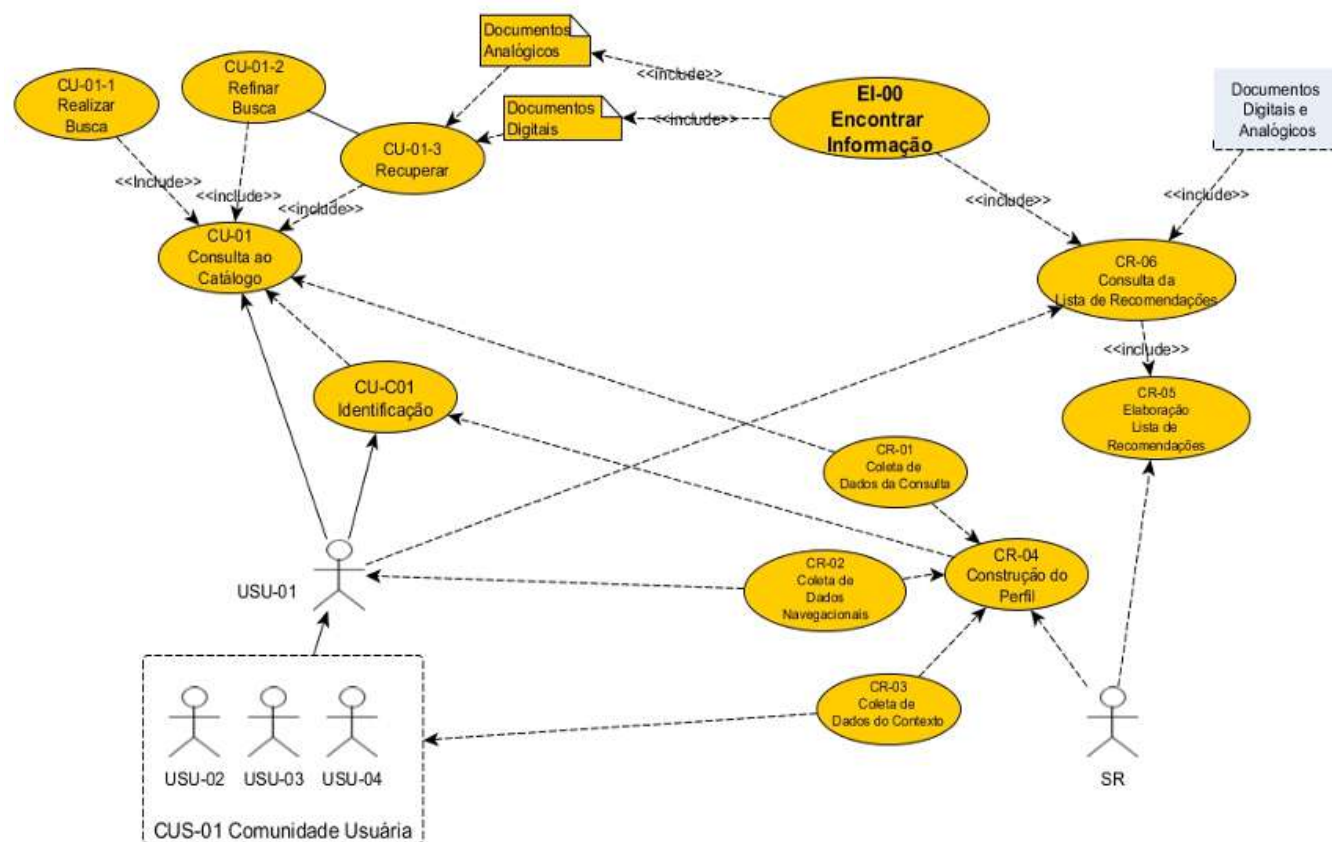 Documentos
Analógicos
<<include>>
CU-01-1
Realizar
Busca
CU-01-2
Refinar
Busca
EI-00
Encontrar
Informação
Documentos
Digitais e
Analógicos
Documentos
Digitais
<<include>>
CU-01-3
Recuperar
<<Include>>
<<include>>
<<include>>
<<include>>
<<include>>
CU-01
Consulta ao
Catálogo
CR-06
Consulta da
Lista de Recomendações
<<include>>
CU-C01
Identificação
CR-05
Elaboração
Lista de
Recomendações
CR-01
Coleta de
Dados da Consulta
CR-04
Construção do
Perfil
CR-02
Coleta de
Dados
Navegacionais
USU-01
CR-03
Coleta de
Dados do Contexto
USU-02
USU-03
USU-04
SR
CUS-01 Comunidade Usuária